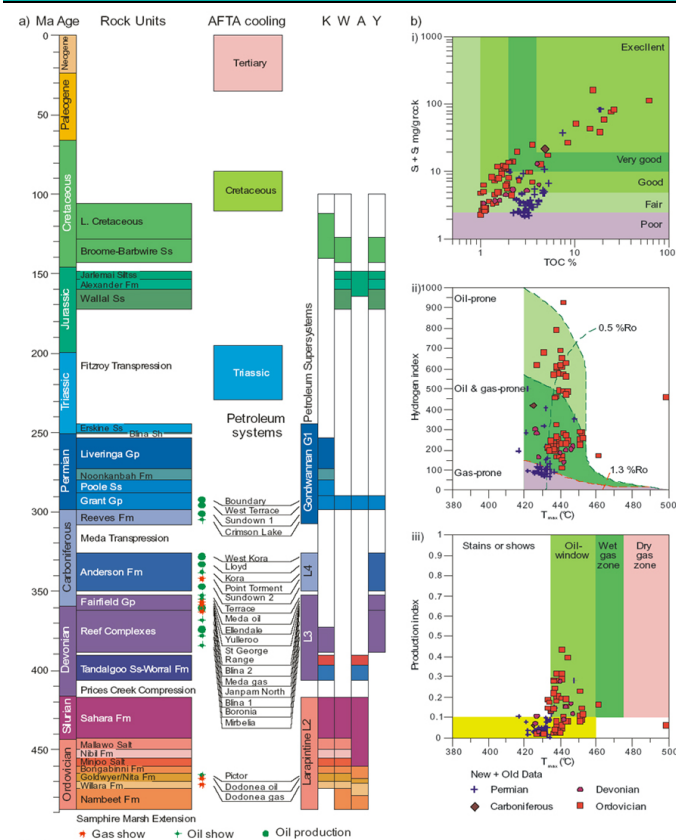 a) Ma Age Rock Units AFTA cooling K W A Y
0
50
100
150
200
250
300
350
400
450
Neogene
Paleogene
Cretaceous
Jurassic
Triassic
Permian
Carboniferous
Devonian
Silurian
Ordovician
L. Cretaceous
Broome-Barbwire Ss
Jarlemai Siltss
Alexander Fm
Wallal Ss
Fitzroy Transpression
Erskine Ss
Blina Sh
Liveringa Gp
Noonkanbah Fm
Poole Ss
Grant Gp
Reeves Fm
Meda Transpression
Anderson Fm
Fairfield Gp
Reef Complexes
Tandalgoo Ss-Worral Fm
Prices Creek Compression
Sahara Fm
Mallawo Salt
Nibil Fm
Minjoo Salt
Bongabinni Fm
Goldwyer/Nita Fm
Willara Fm
Nambeet Fm
Samphire Marsh Extension
Tertiary
Cretaceous
Triassic
Petroleum
systems
Boundary
West Terrace
Sundown 1
Crimson Lake
West Kora
Lloyd
Kora
Point Torment
Sundown 2
Terrace
Meda oil
Ellendale
Yulleroo
St George
Range
Blina 2
Meda gas
Janpam North
Blina 1
Boronia
Mirbelia
Pictor
Dodonea oil
Dodonea gas
Petroleum Supersystems
Gondwannan G1
L4
L3
Larapintine L2
Gas show Oil show Oil production
b)
i)
1000
100
10
1
mg/grock
Execllent
Very good
Good
Fair
Poor
1 10 100
TOC %
ii)
1000
900
800
700
600
500
400
300
200
100
0
Hydrogen index
Oil-prone
Oil & gas-prone
Gas-prone
0.5 %Ro
1.3 %Ro
380 400 420 440 460 480 500
(°C)
iii)
1
0.9
0.8
0.7
0.6
0.5
0.4
0.3
0.2
0.1
0
Production index
Stains or shows
Oil-
window
Wet
gas
zone
Dry
gas
zone
380 400 420 440 460 480 500
(°C)
New + Old Data
Permian Devonian
Carboniferous Ordovician